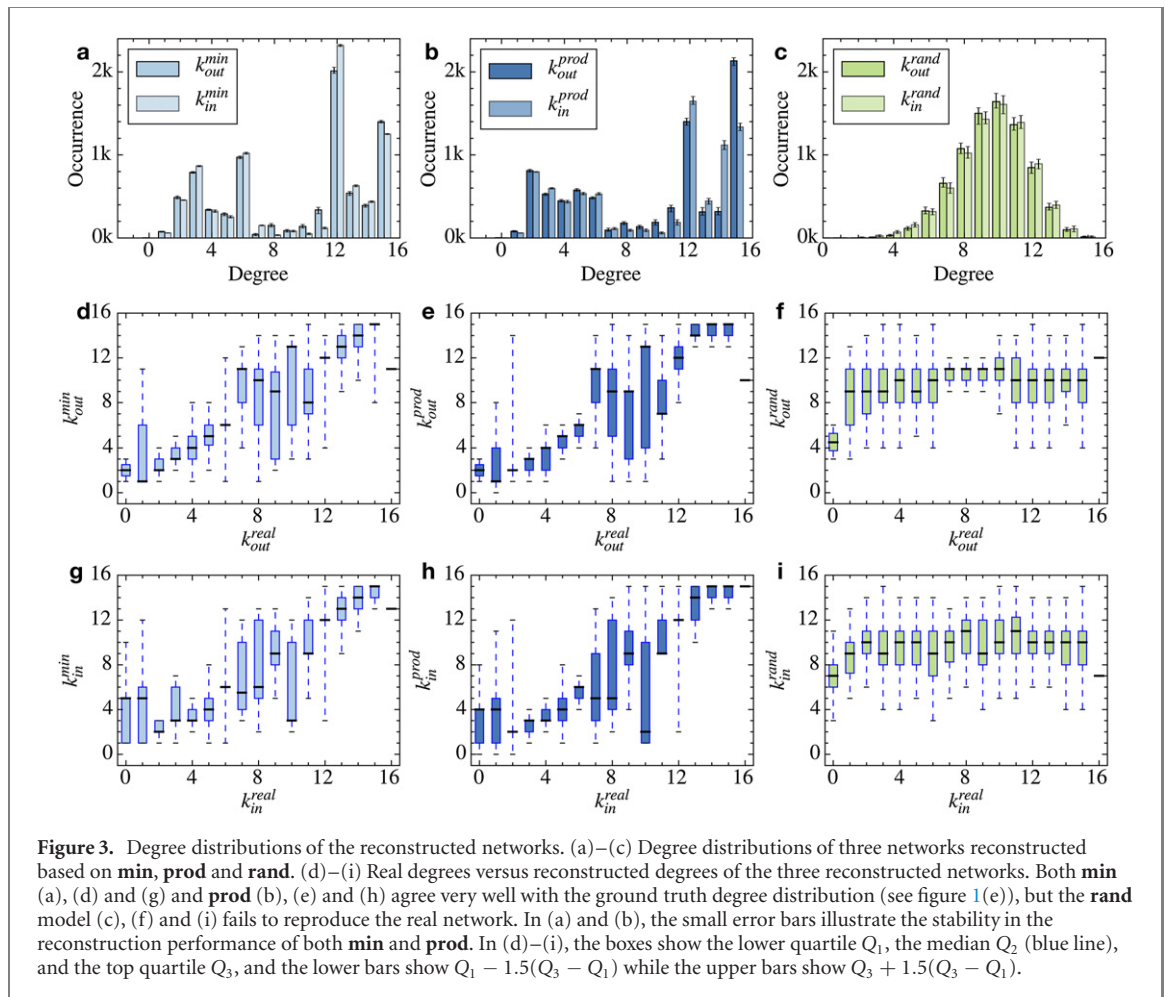 a
b
c
k_out^min
k_in^min
k_out^prod
k_in^prod
k_out^rand
k_in^rand
Occurrence
2k
1k
0k
0 4 8 12 16
Degree
Occurrence
2k
1k
0k
0 4 8 12 16
Degree
Occurrence
2k
1k
0k
0 4 8 12 16
Degree
d
k_out^min
16
12
8
4
0
0 4 8 12 16
k_out^real
e
k_out^prod
16
12
8
4
0
0 4 8 12 16
k_out^real
f
k_out^rand
16
12
8
4
0
0 4 8 12 16
k_out^real
g
k_in^min
16
12
8
4
0
0 4 8 12 16
k_in^real
h
k_in^prod
16
12
8
4
0
0 4 8 12 16
k_in^real
i
k_in^rand
16
12
8
4
0
0 4 8 12 16
k_in^real
Figure 3. Degree distributions of the reconstructed networks. (a)–(c) Degree distributions of three networks reconstructed
based on min, prod and rand. (d)–(i) Real degrees versus reconstructed degrees of the three reconstructed networks. Both min
(a), (d) and (g) and prod (b), (e) and (h) agree very well with the ground truth degree distribution (see figure 1(e)), but the rand
model (c), (f) and (i) fails to reproduce the real network. In (a) and (b), the small error bars illustrate the stability in the
reconstruction performance of both min and prod. In (d)–(i), the boxes show the lower quartile Q₁, the median Q₂ (blue line),
and the top quartile Q₃, and the lower bars show Q₁ − 1.5(Q₃ − Q₁) while the upper bars show Q₃ + 1.5(Q₃ − Q₁).